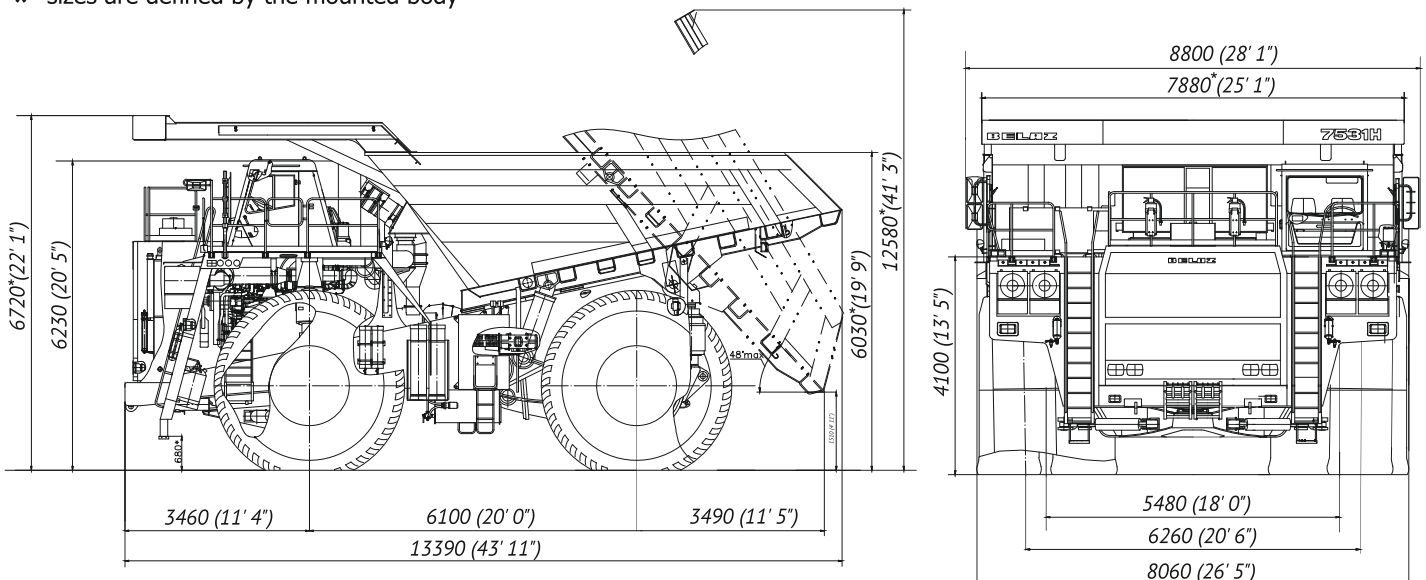 * sizes are defined by the mounted body
6720*(22' 1")
6230 (20' 5")
680*
3460 (11' 4")
6100 (20' 0")
3490 (11' 5")
13390 (43' 11")
48°max
6030*(19' 9")
12580*(41' 3")
8800 (28' 1")
7880*(25' 1")
BELAZ
7531H
BELAZ
4100 (13' 5")
5480 (18' 0")
6260 (20' 6")
8060 (26' 5")